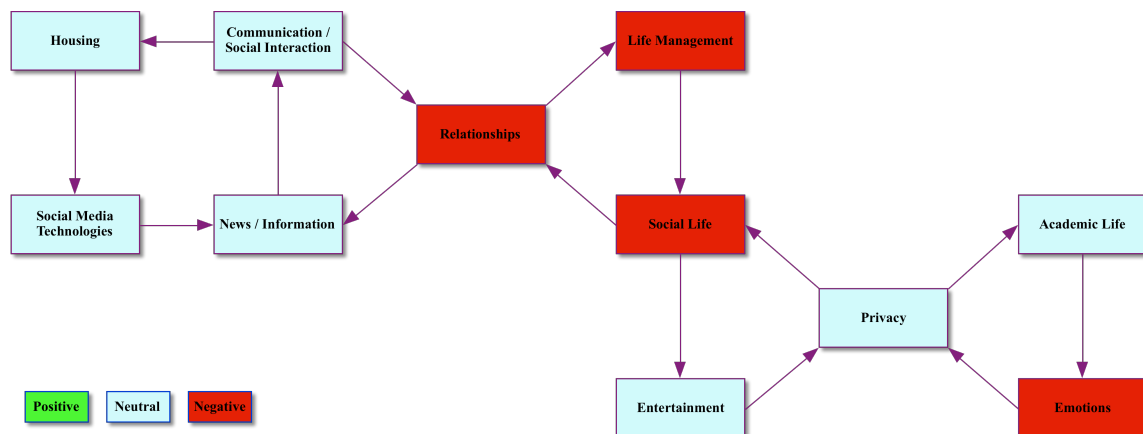 Housing
Communication /
Social Interaction
Life Management
Relationships
Social Media
Technologies
News / Information
Social Life
Academic Life
Privacy
Entertainment
Emotions
Positive
Neutral
Negative